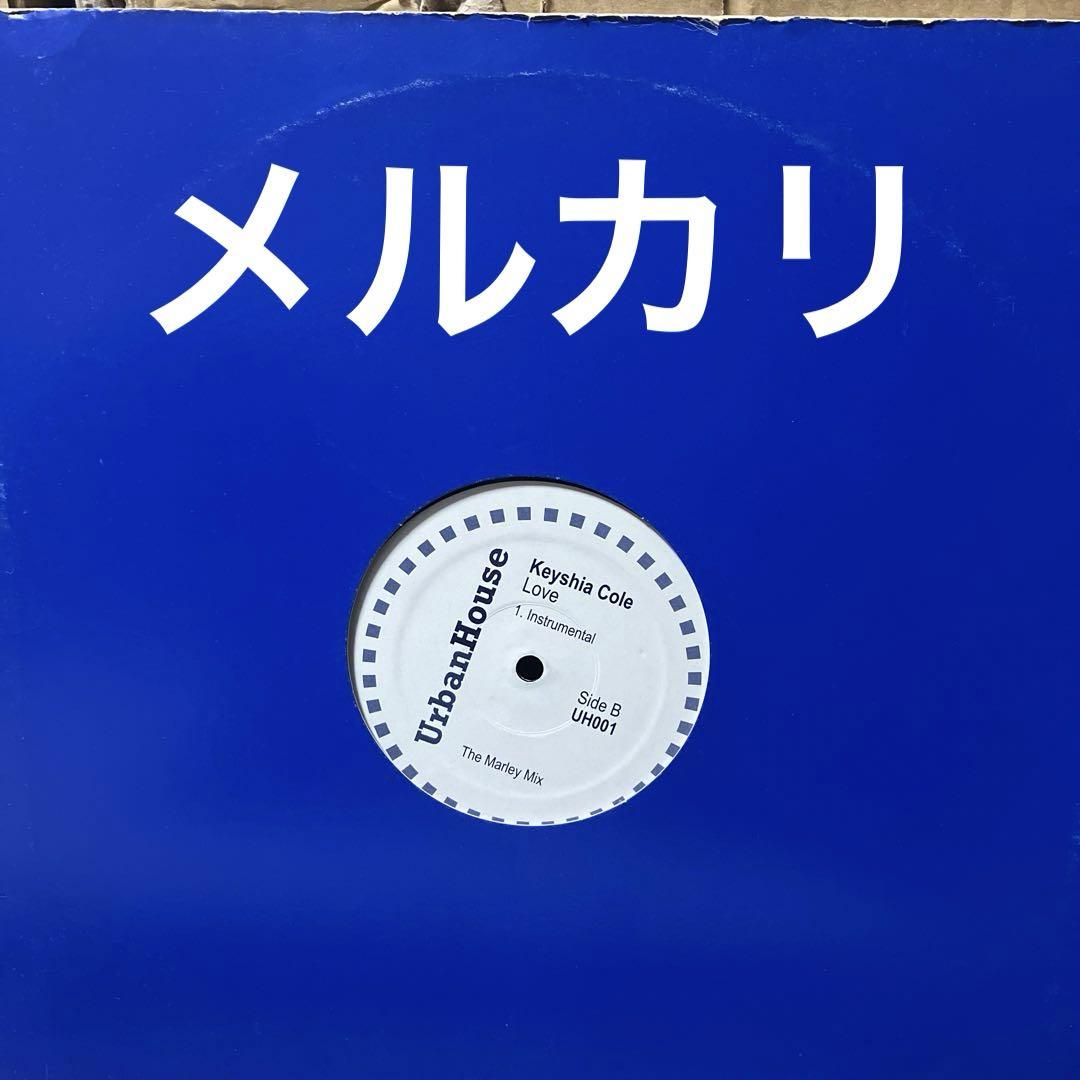 メルカリ
UrbanHouse
Keyshia Cole
Love
1. Instrumental
Side B
UH001
The Marley Mix